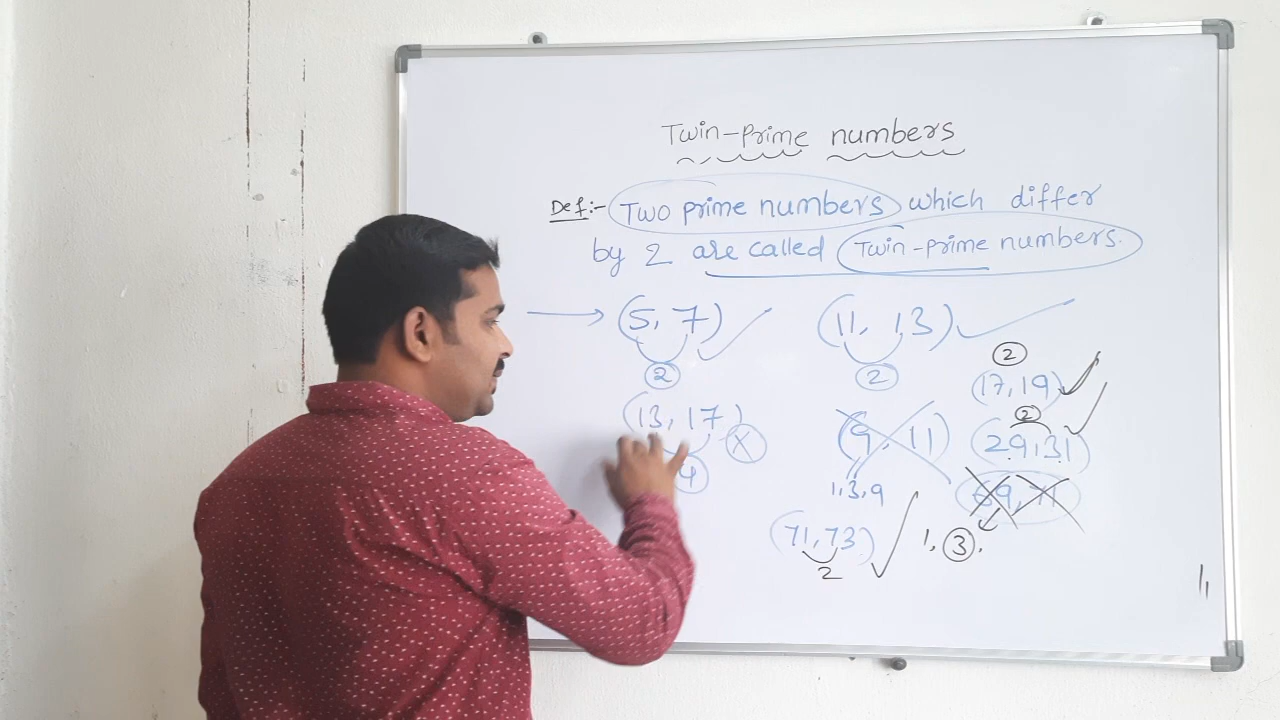 Twin-Prime numbers
Def:- Two prime numbers which differ
by 2 are called Twin-prime numbers.
(5, 7) (11, 13)
2 2
2
(17, 19)
(13, 17)
X
4
(9, 11)
1, 3, 9
2
(29, 31)
(69, 71)
1, 3,
(71, 73)
2